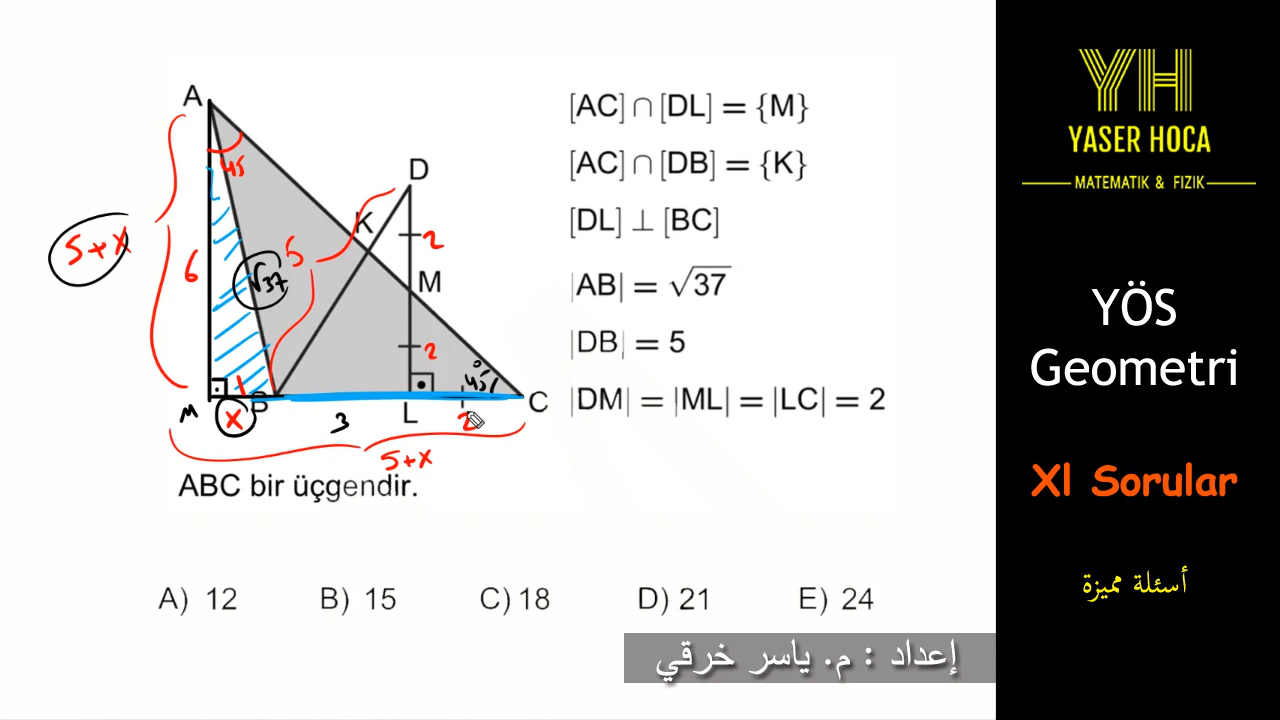 A
45
D
K
5
2
5+x
6
√37
M
2
45°
1
M
B
x
3
L
2
C
5+x
[AC] ∩ [DL] = {M}
[AC] ∩ [DB] = {K}
[DL] ⊥ [BC]
|AB| = √37
|DB| = 5
|DM| = |ML| = |LC| = 2
ABC bir üçgendir.
A) 12 B) 15 C) 18 D) 21 E) 24
YH
YASER HOCA
MATEMATIK & FIZIK
YÖS
Geometri
Xl Sorular
أسئلة مميزة
إعداد : م. ياسر خرقي